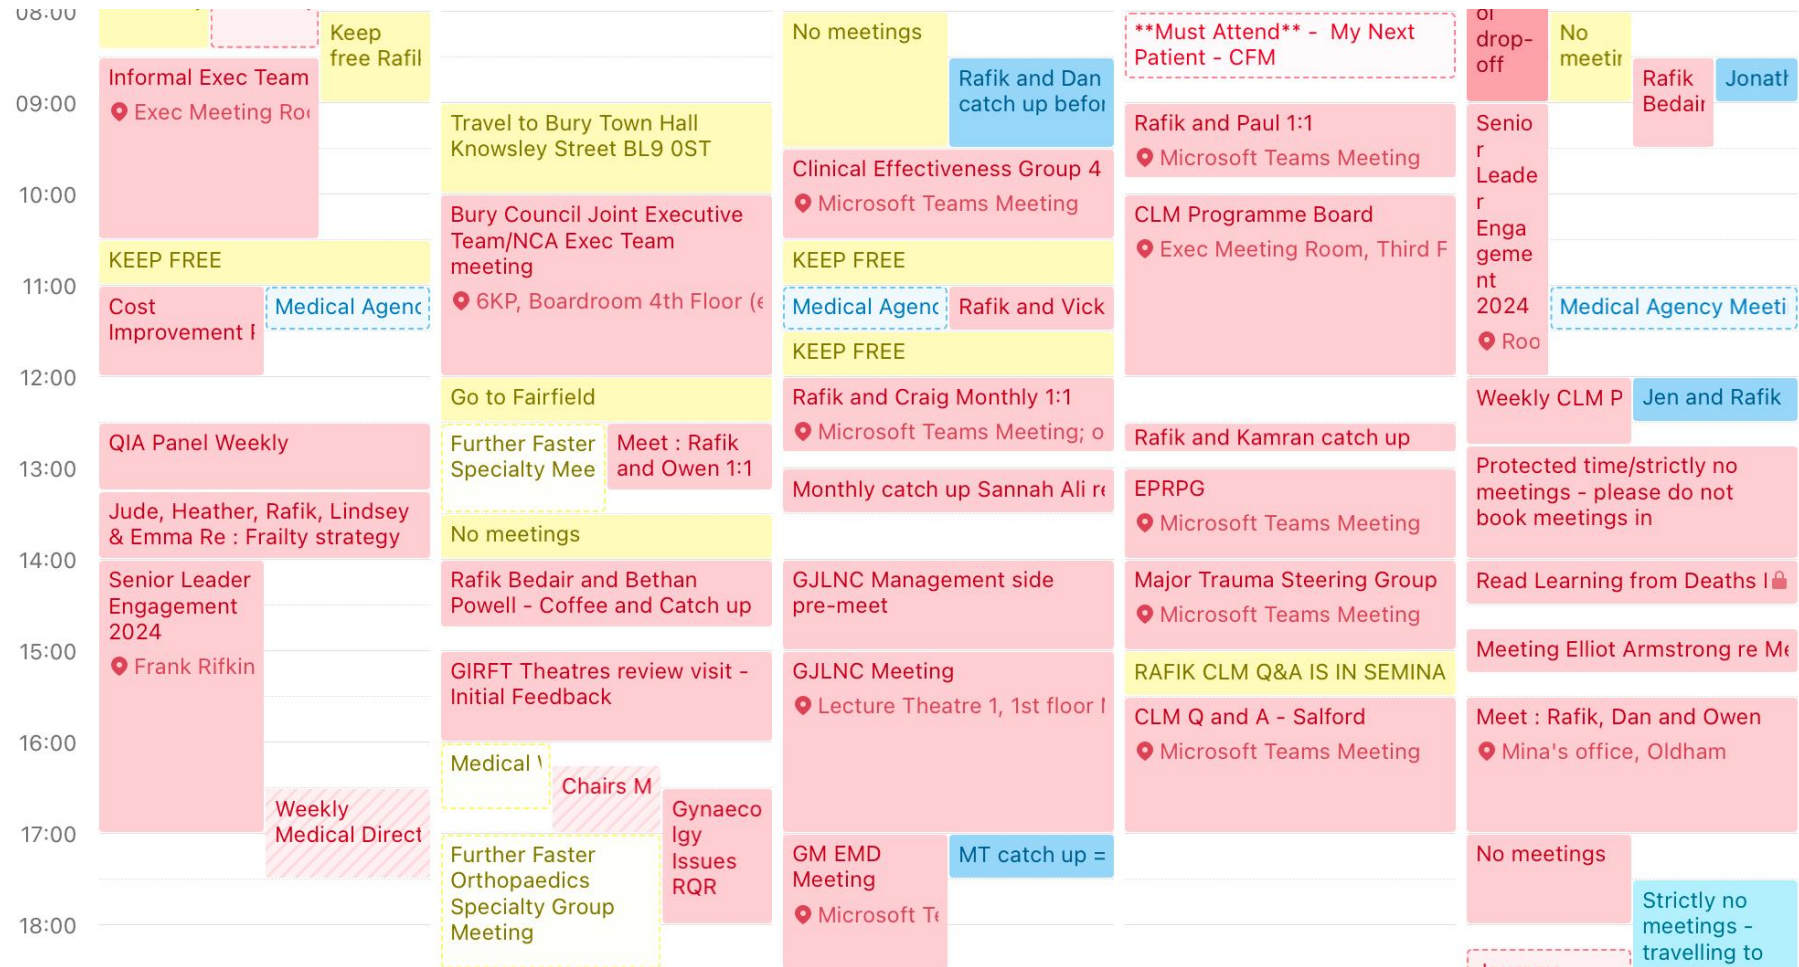 08:00
09:00
10:00
11:00
12:00
13:00
14:00
15:00
16:00
17:00
18:00
Keep
free Rafik
Informal Exec Team
Exec Meeting Roo
KEEP FREE
Cost
Improvement P
Medical Agenc
QIA Panel Weekly
Jude, Heather, Rafik, Lindsey
& Emma Re : Frailty strategy
Senior Leader
Engagement
2024
Frank Rifkin
Weekly
Medical Direct
Travel to Bury Town Hall
Knowsley Street BL9 0ST
Bury Council Joint Executive
Team/NCA Exec Team
meeting
6KP, Boardroom 4th Floor (e
Go to Fairfield
Further Faster
Specialty Mee
Meet : Rafik
and Owen 1:1
No meetings
Rafik Bedair and Bethan
Powell - Coffee and Catch up
GIRFT Theatres review visit -
Initial Feedback
Medical
Chairs M
Gynaeco
lgy
Issues
RQR
Further Faster
Orthopaedics
Specialty Group
Meeting
No meetings
Rafik and Dan
catch up befor
Clinical Effectiveness Group 4
Microsoft Teams Meeting
KEEP FREE
Medical Agenc
Rafik and Vick
KEEP FREE
Rafik and Craig Monthly 1:1
Microsoft Teams Meeting; o
Monthly catch up Sannah Ali re
GJLNC Management side
pre-meet
GJLNC Meeting
Lecture Theatre 1, 1st floor
GM EMD
Meeting
Microsoft Te
MT catch up =
**Must Attend** - My Next
Patient - CFM
Rafik and Paul 1:1
Microsoft Teams Meeting
CLM Programme Board
Exec Meeting Room, Third F
Rafik and Kamran catch up
EPRPG
Microsoft Teams Meeting
Major Trauma Steering Group
Microsoft Teams Meeting
RAFIK CLM Q&A IS IN SEMINA
CLM Q and A - Salford
Microsoft Teams Meeting
drop-
off
No
meetin
Rafik
Bedair
Jonath
Senio
r
Leade
r
Enga
geme
nt
2024
Roo
Medical Agency Meeti
Weekly CLM P
Jen and Rafik
Protected time/strictly no
meetings - please do not
book meetings in
Read Learning from Deaths
Meeting Elliot Armstrong re Me
Meet : Rafik, Dan and Owen
Mina's office, Oldham
No meetings
Strictly no
meetings -
travelling to